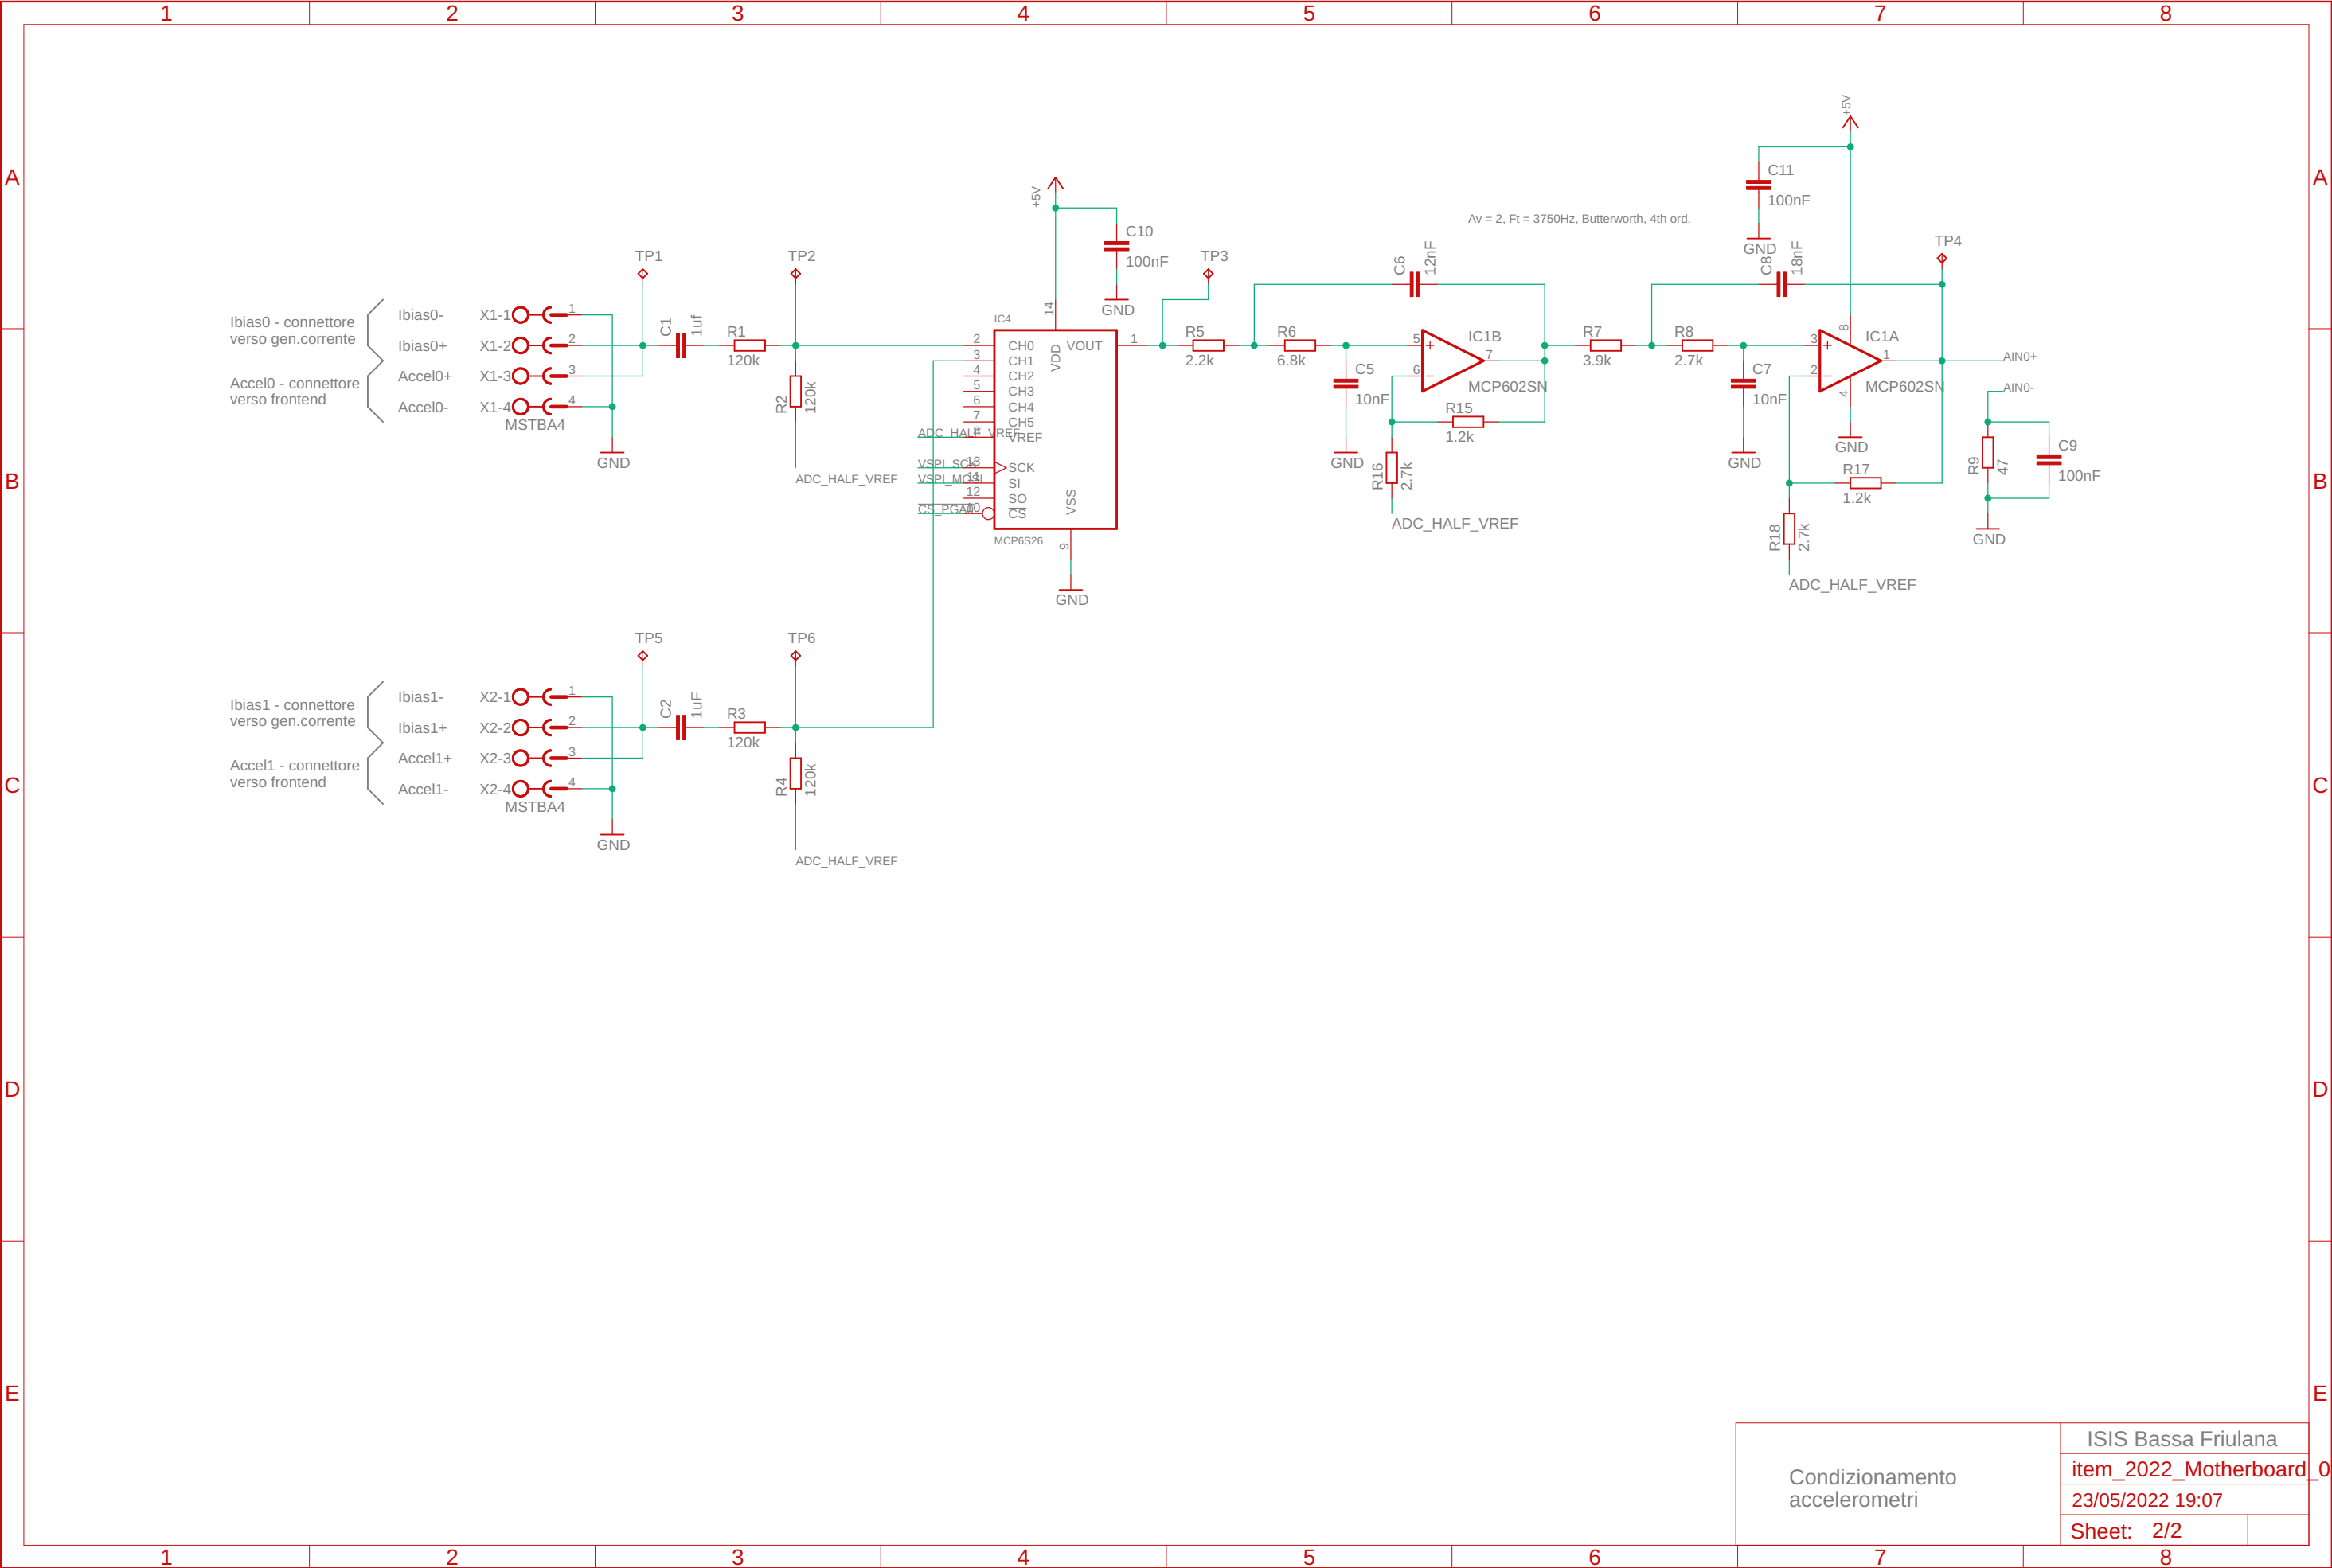 1 2 3 4 5 6 7 8
A
B
C
D
E
A
B
C
D
E
1 2 3 4 5 6 7 8
Ibias0 - connettore
verso gen.corrente
Accel0 - connettore
verso frontend
Ibias0- X1-1 1
Ibias0+ X1-2 2
Accel0+ X1-3 3
Accel0- X1-4 4
MSTBA4
GND
TP1
C1
1uf
R1
120k
TP2
R2
120k
ADC_HALF_VREF
Ibias1 - connettore
verso gen.corrente
Accel1 - connettore
verso frontend
Ibias1- X2-1 1
Ibias1+ X2-2 2
Accel1+ X2-3 3
Accel1- X2-4 4
MSTBA4
GND
TP5
C2
1uF
R3
120k
TP6
R4
120k
ADC_HALF_VREF
+5V
C10
100nF
GND
14
IC4
VDD
VOUT 1
2 CH0
3 CH1
4 CH2
5 CH3
6 CH4
7 CH5
ADC_HALF_VREF 8 VREF
VSPI_SCK 13 SCK
VSPI_MOSI 11 SI
12 SO
CS_PGA0 10 CS
VSS
MCP6S26
9
GND
TP3
R5
2.2k
R6
6.8k
C6
12nF
C5
10nF
GND
5
6
7
IC1B
MCP602SN
R15
1.2k
R16
2.7k
ADC_HALF_VREF
Av = 2, Ft = 3750Hz, Butterworth, 4th ord.
R7
3.9k
R8
2.7k
+5V
C11
100nF
GND
C8
18nF
C7
10nF
GND
3
2
8
4
1
IC1A
MCP602SN
GND
R17
1.2k
R18
2.7k
ADC_HALF_VREF
TP4
AIN0+
AIN0-
R9
47
C9
100nF
GND
Condizionamento
accelerometri
ISIS Bassa Friulana
item_2022_Motherboard_0
23/05/2022 19:07
Sheet: 2/2